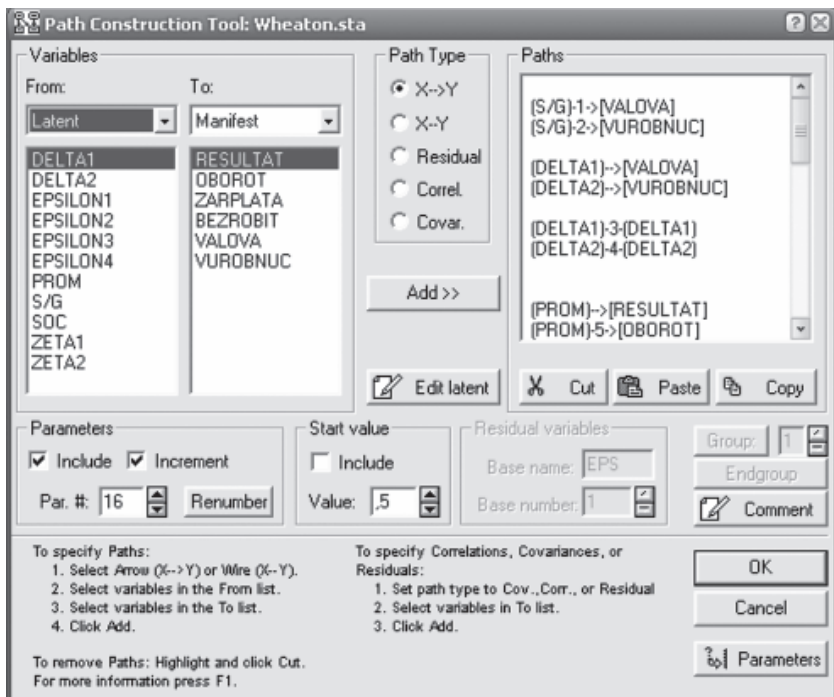 Path Construction Tool: Wheaton.sta
Variables
From:
To:
Latent
Manifest
DELTA1
DELTA2
EPSILON1
EPSILON2
EPSILON3
EPSILON4
PROM
S/G
SOC
ZETA1
ZETA2
RESULTAT
OBOROT
ZARPLATA
BEZROBIT
VALOVA
VUROBNUC
Path Type
X-->Y
X--Y
Residual
Correl.
Covar.
Add >>
Edit latent
Paths
(S/G)-1->[VALOVA]
(S/G)-2->[VUROBNUC]
(DELTA1)-->[VALOVA]
(DELTA2)-->[VUROBNUC]
(DELTA1)-3-(DELTA1)
(DELTA2)-4-(DELTA2)
(PROM)-->[RESULTAT]
(PROM)-5->[OBOROT]
Cut
Paste
Copy
Parameters
Include
Increment
Par. #: 16
Renumber
Start value
Include
Value: ,5
Residual variables
Base name: EPS
Base number: 1
Group: 1
Endgroup
Comment
To specify Paths:
1. Select Arrow (X-->Y) or Wire (X--Y).
2. Select variables in the From list.
3. Select variables in the To list.
4. Click Add.
To remove Paths: Highlight and click Cut.
For more information press F1.
To specify Correlations, Covariances, or
Residuals:
1. Set path type to Cov.,Corr., or Residual
2. Select variables in To list.
3. Click Add.
OK
Cancel
Parameters